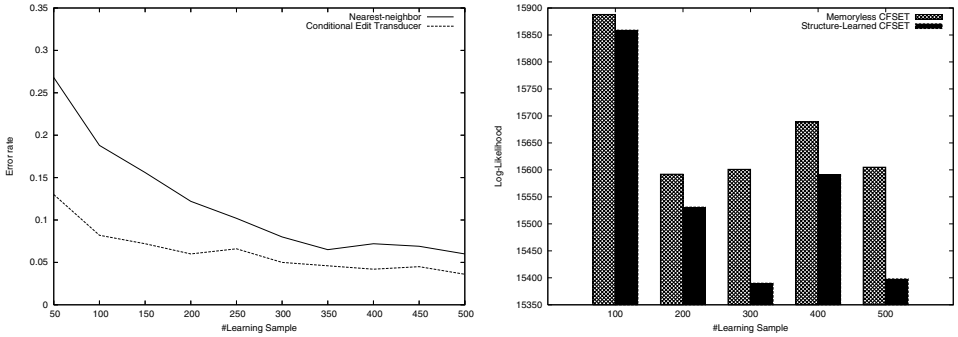 Nearest-neighbor
Conditional Edit Transducer
0.35
0.3
0.25
0.2
0.15
0.1
0.05
0
Error rate
50 100 150 200 250 300 350 400 450 500
#Learning Sample
Memoryless CFSET
Structure-Learned CFSET
15900
15850
15800
15750
15700
15650
15600
15550
15500
15450
15400
15350
Log-Likelihood
100 200 300 400 500
#Learning Sample